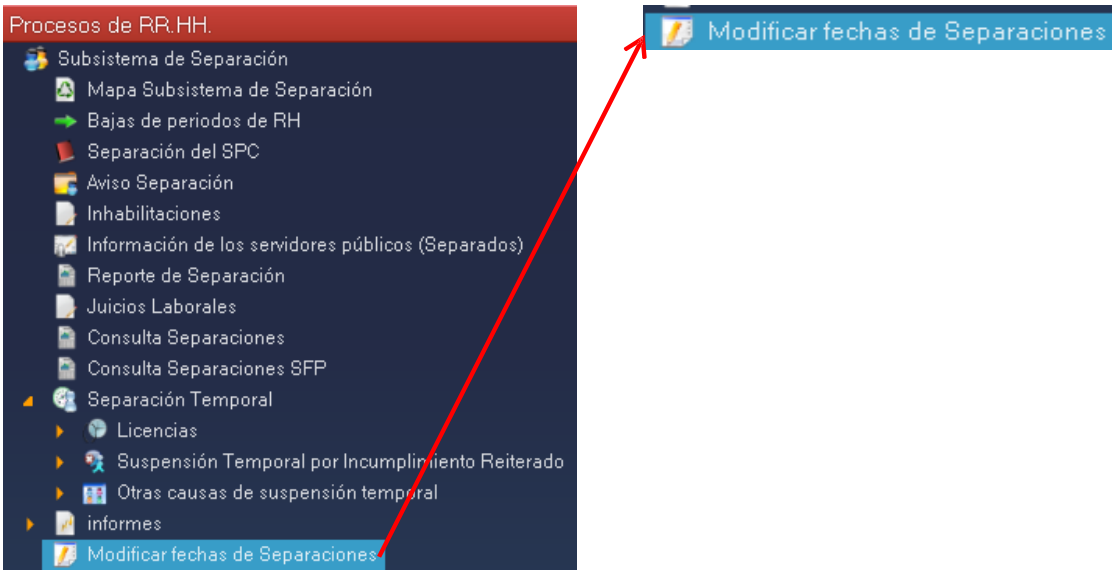 Procesos de RR.HH.
Subsistema de Separación
Mapa Subsistema de Separación
Bajas de periodos de RH
Separación del SPC
Aviso Separación
Inhabilitaciones
Información de los servidores públicos (Separados)
Reporte de Separación
Juicios Laborales
Consulta Separaciones
Consulta Separaciones SFP
Separación Temporal
Licencias
Suspensión Temporal por Incumplimiento Reiterado
Otras causas de suspensión temporal
informes
Modificar fechas de Separaciones
Modificar fechas de Separaciones